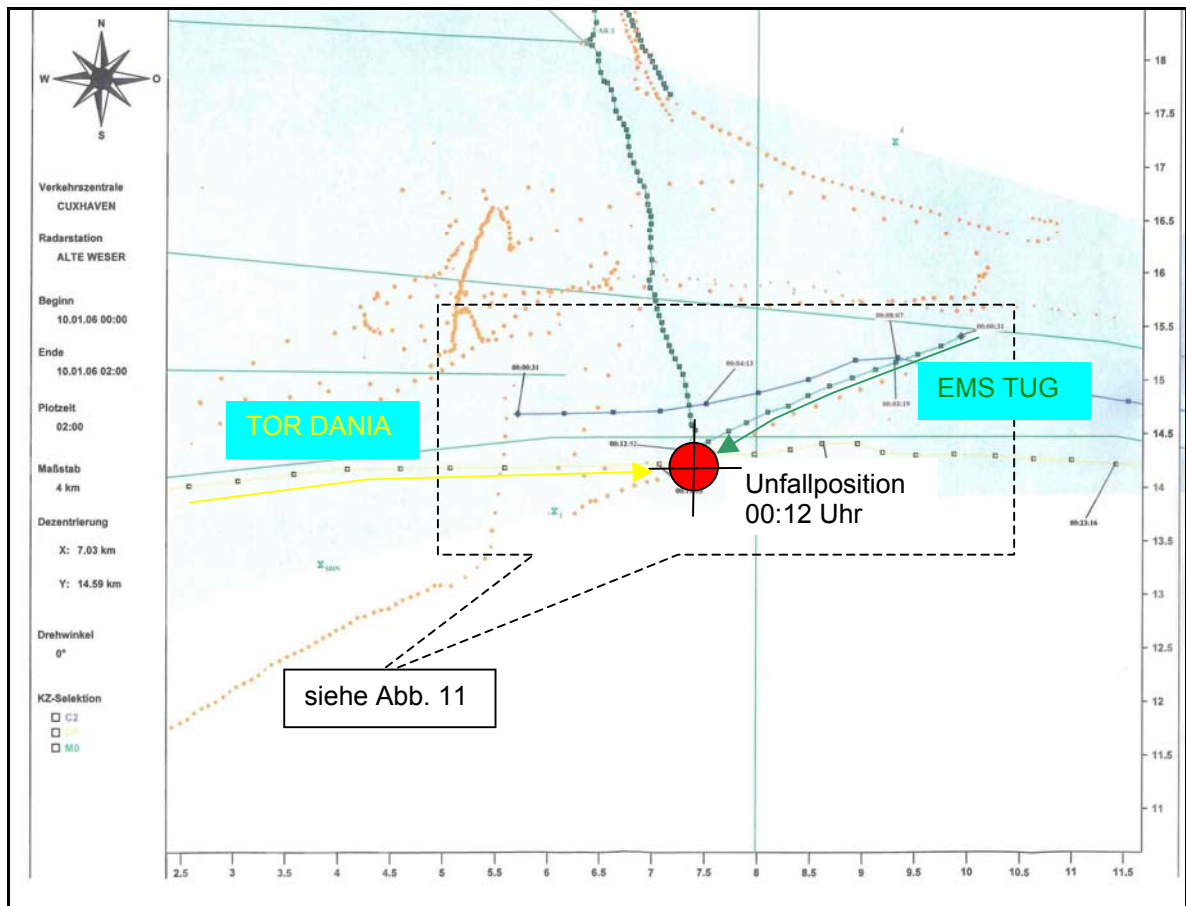 N
W
O
S
Verkehrszentrale
CUXHAVEN
Radarstation
ALTE WESER
Beginn
10.01.06 00:00
Ende
10.01.06 02:00
Plotzeit
02:00
Maßstab
4 km
Dezentrierung
X: 7.03 km
Y: 14.59 km
Drehwinkel
0°
KZ-Selektion
C2
M0
4
00:08:07
00:00:31
00:00:31
00:04:13
00:03:19
TOR DANIA
EMS TUG
00:12:52
Unfallposition
00:12 Uhr
00:23:16
siehe Abb. 11
18
17.5
17
16.5
16
15.5
15
14.5
14
13.5
13
12.5
12
11.5
11
2.5 3 3.5 4 4.5 5 5.5 6 6.5 7 7.5 8 8.5 9 9.5 10 10.5 11 11.5